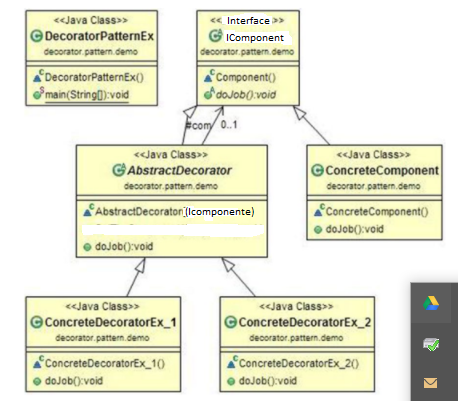 <<Java Class>>
DecoratorPatternEx
decorator.pattern.demo
DecoratorPatternEx()
main(String[]):void
Interface
IComponent
decorator.pattern.demo
Component()
doJob():void
#com
0..1
<<Java Class>>
AbstractDecorator
decorator.pattern.demo
AbstractDecorator(Icomponente)
doJob():void
<<Java Class>>
ConcreteComponent
decorator.pattern.demo
ConcreteComponent()
doJob():void
<<Java Class>>
ConcreteDecoratorEx_1
decorator.pattern.demo
ConcreteDecoratorEx_1()
doJob():void
<<Java Class>>
ConcreteDecoratorEx_2
decorator.pattern.demo
ConcreteDecoratorEx_2()
doJob():void